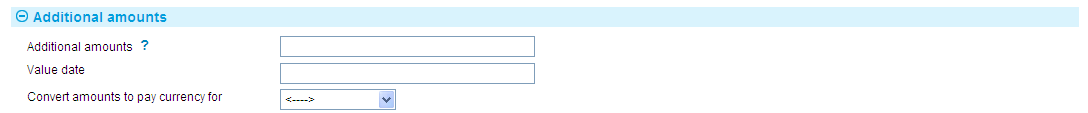 Additional amounts
Additional amounts ?
Value date
Convert amounts to pay currency for <---->